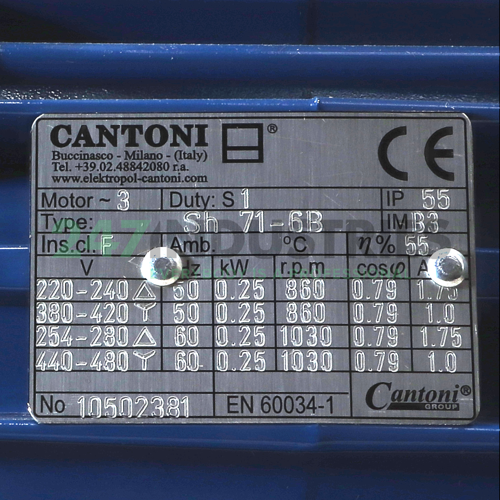 CANTONI ®
Buccinasco - Milano - (Italy)
Tel. +39.02.48842080 r.a.
www.elektropol-cantoni.com
CE
Motor ~ 3 Duty: S 1 IP 55
Type: Sh 71-6B IM B3
Ins.cl. F Amb. °C η% 55
V Hz kW r.p.m cosφ A
220-240 △ 50 0.25 860 0.79 1.75
380-420 Y 50 0.25 860 0.79 1.0
254-280 △ 60 0.25 1030 0.79 1.75
440-480 Y 60 0.25 1030 0.79 1.0
No 10502381 EN 60034-1 Cantoni®
GROUP
247INDUSTRIES